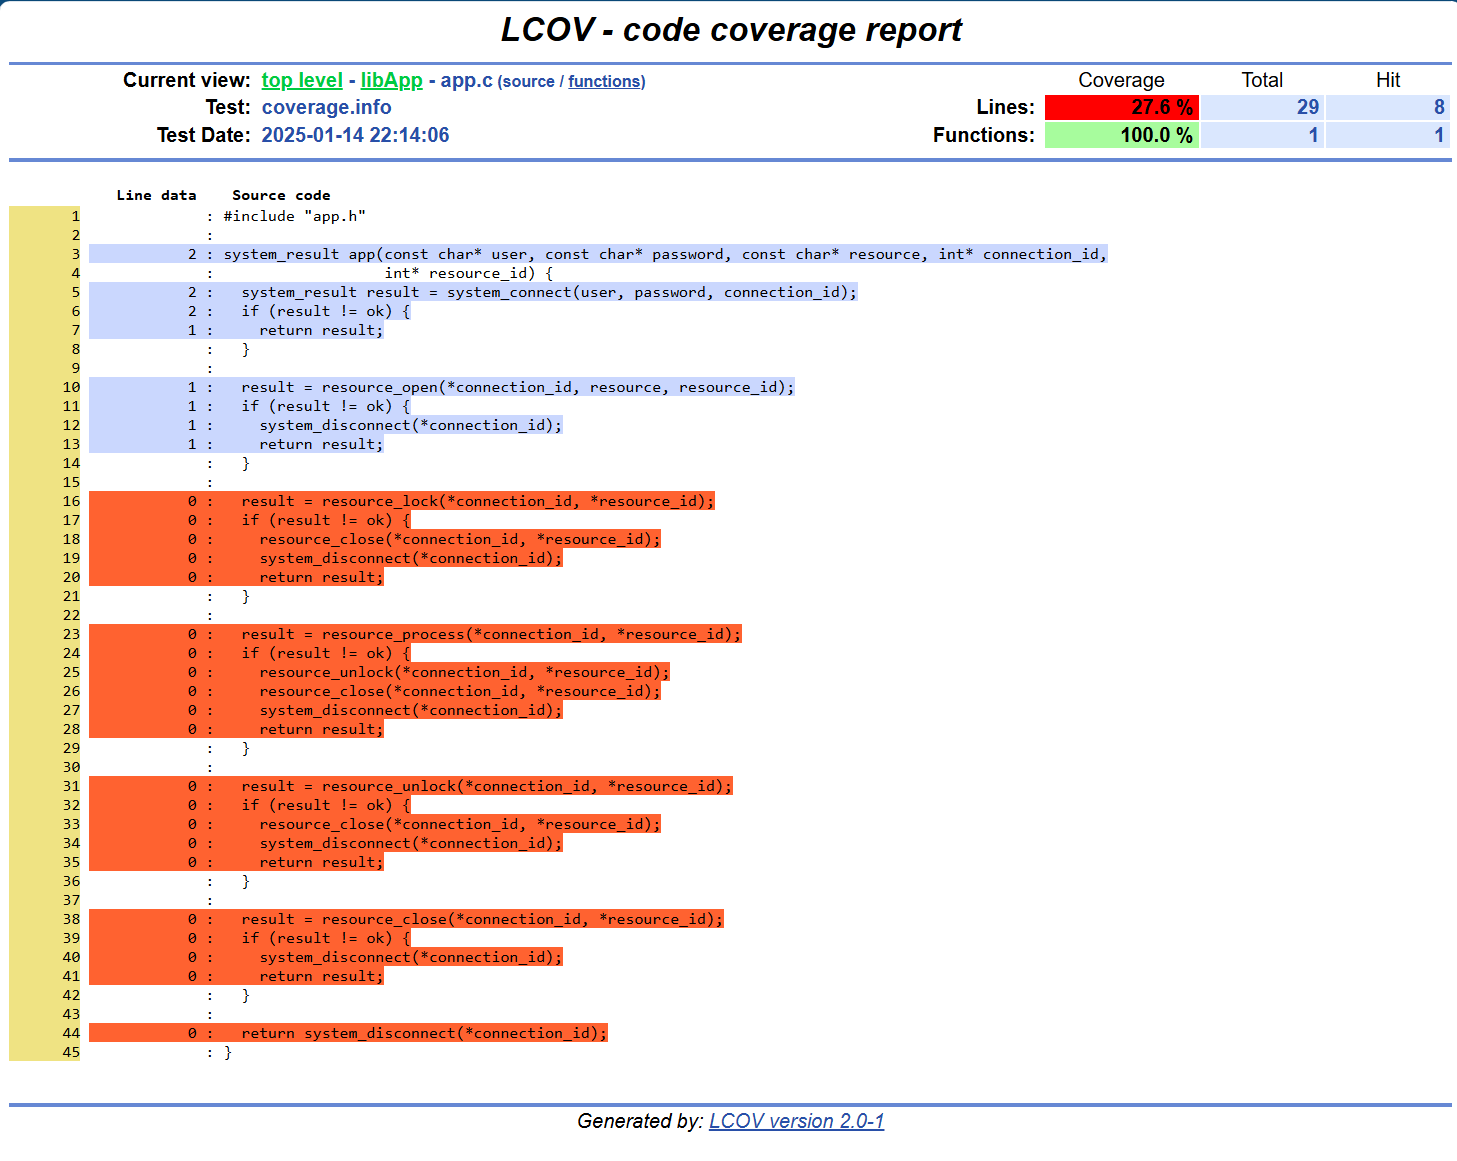 LCOV - code coverage report
Current view: top level - libApp - app.c (source / functions) Coverage Total Hit
Test: coverage.info Lines: 27.6 % 29 8
Test Date: 2025-01-14 22:14:06 Functions: 100.0 % 1 1
Line data Source code
1 : #include "app.h"
2 :
3 2 : system_result app(const char* user, const char* password, const char* resource, int* connection_id,
4 : int* resource_id) {
5 2 : system_result result = system_connect(user, password, connection_id);
6 2 : if (result != ok) {
7 1 : return result;
8 : }
9 :
10 1 : result = resource_open(*connection_id, resource, resource_id);
11 1 : if (result != ok) {
12 1 : system_disconnect(*connection_id);
13 1 : return result;
14 : }
15 :
16 0 : result = resource_lock(*connection_id, *resource_id);
17 0 : if (result != ok) {
18 0 : resource_close(*connection_id, *resource_id);
19 0 : system_disconnect(*connection_id);
20 0 : return result;
21 : }
22 :
23 0 : result = resource_process(*connection_id, *resource_id);
24 0 : if (result != ok) {
25 0 : resource_unlock(*connection_id, *resource_id);
26 0 : resource_close(*connection_id, *resource_id);
27 0 : system_disconnect(*connection_id);
28 0 : return result;
29 : }
30 :
31 0 : result = resource_unlock(*connection_id, *resource_id);
32 0 : if (result != ok) {
33 0 : resource_close(*connection_id, *resource_id);
34 0 : system_disconnect(*connection_id);
35 0 : return result;
36 : }
37 :
38 0 : result = resource_close(*connection_id, *resource_id);
39 0 : if (result != ok) {
40 0 : system_disconnect(*connection_id);
41 0 : return result;
42 : }
43 :
44 0 : return system_disconnect(*connection_id);
45 : }
Generated by: LCOV version 2.0-1